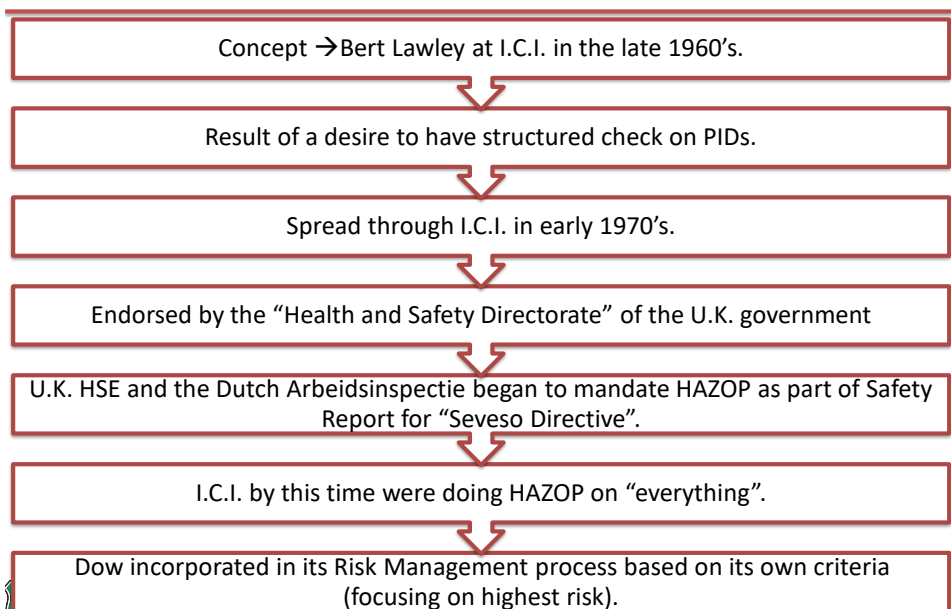 Concept →Bert Lawley at I.C.I. in the late 1960's.
Result of a desire to have structured check on PIDs.
Spread through I.C.I. in early 1970's.
Endorsed by the “Health and Safety Directorate” of the U.K. government
U.K. HSE and the Dutch Arbeidsinspectie began to mandate HAZOP as part of Safety
Report for “Seveso Directive”.
I.C.I. by this time were doing HAZOP on “everything”.
Dow incorporated in its Risk Management process based on its own criteria
(focusing on highest risk).